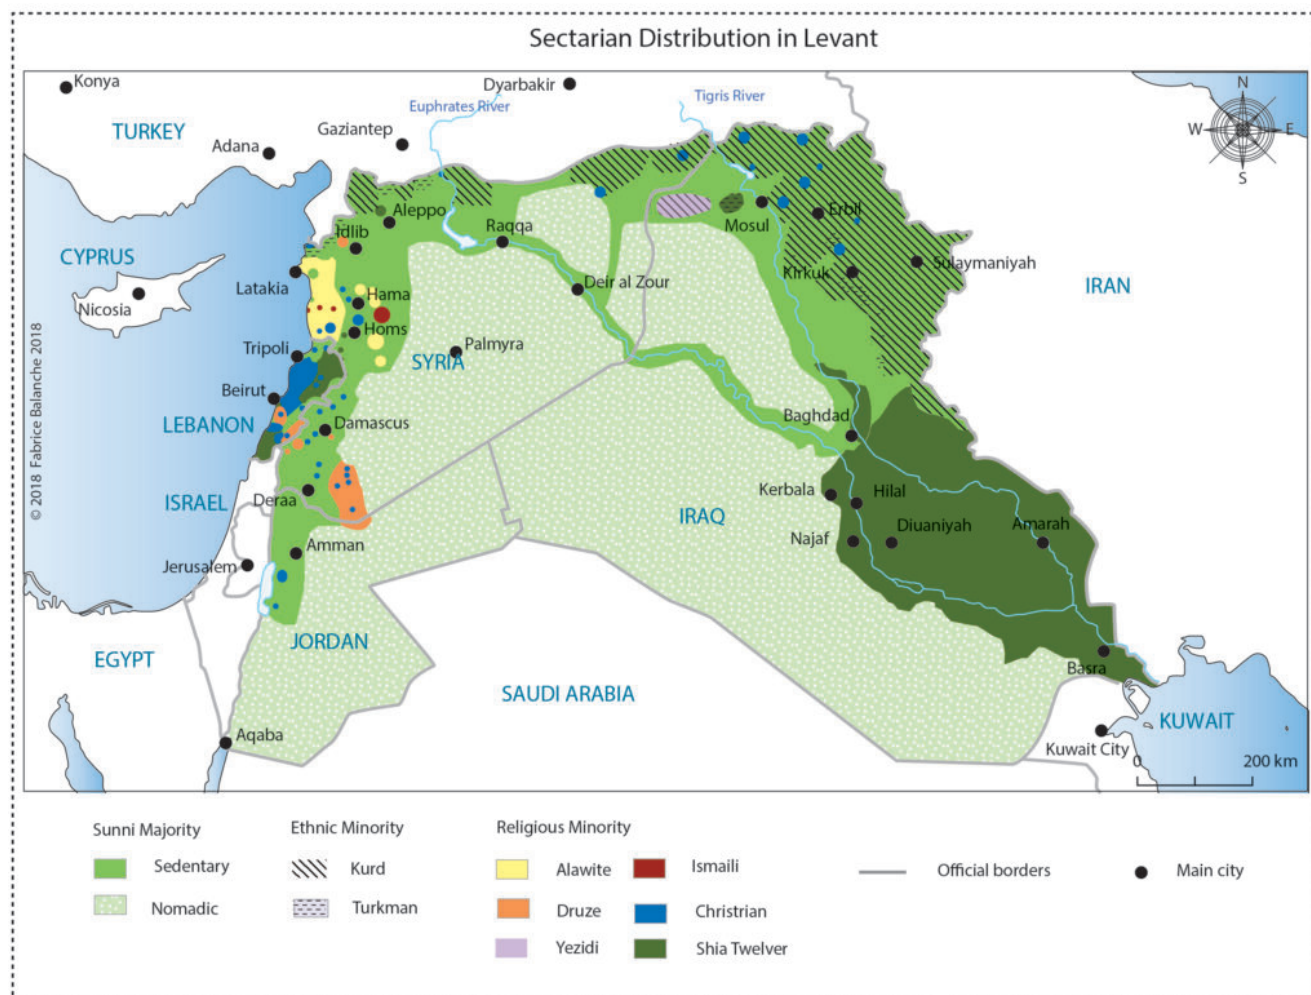 Sectarian Distribution in Levant
Konya
Dyarbakir
Euphrates River
Tigris River
N
W
E
S
TURKEY
Gaziantep
Adana
Aleppo
Idlib
Raqqa
Mosul
Erbil
CYPRUS
Nicosia
Latakia
Hama
Deir al Zour
Kirkuk
Sulaymaniyah
IRAN
Homs
Tripoli
Palmyra
SYRIA
Beirut
LEBANON
Damascus
Baghdad
© 2018 Fabrice Balanche 2018
ISRAEL
Deraa
Kerbala
Hilal
IRAQ
Najaf
Diuaniyah
Amarah
Amman
Jerusalem
JORDAN
EGYPT
SAUDI ARABIA
Basra
KUWAIT
Aqaba
Kuwait City
0
200 km
Sunni Majority
Ethnic Minority
Religious Minority
Sedentary
Kurd
Alawite
Ismaili
Official borders
Main city
Nomadic
Turkman
Druze
Christrian
Yezidi
Shia Twelver